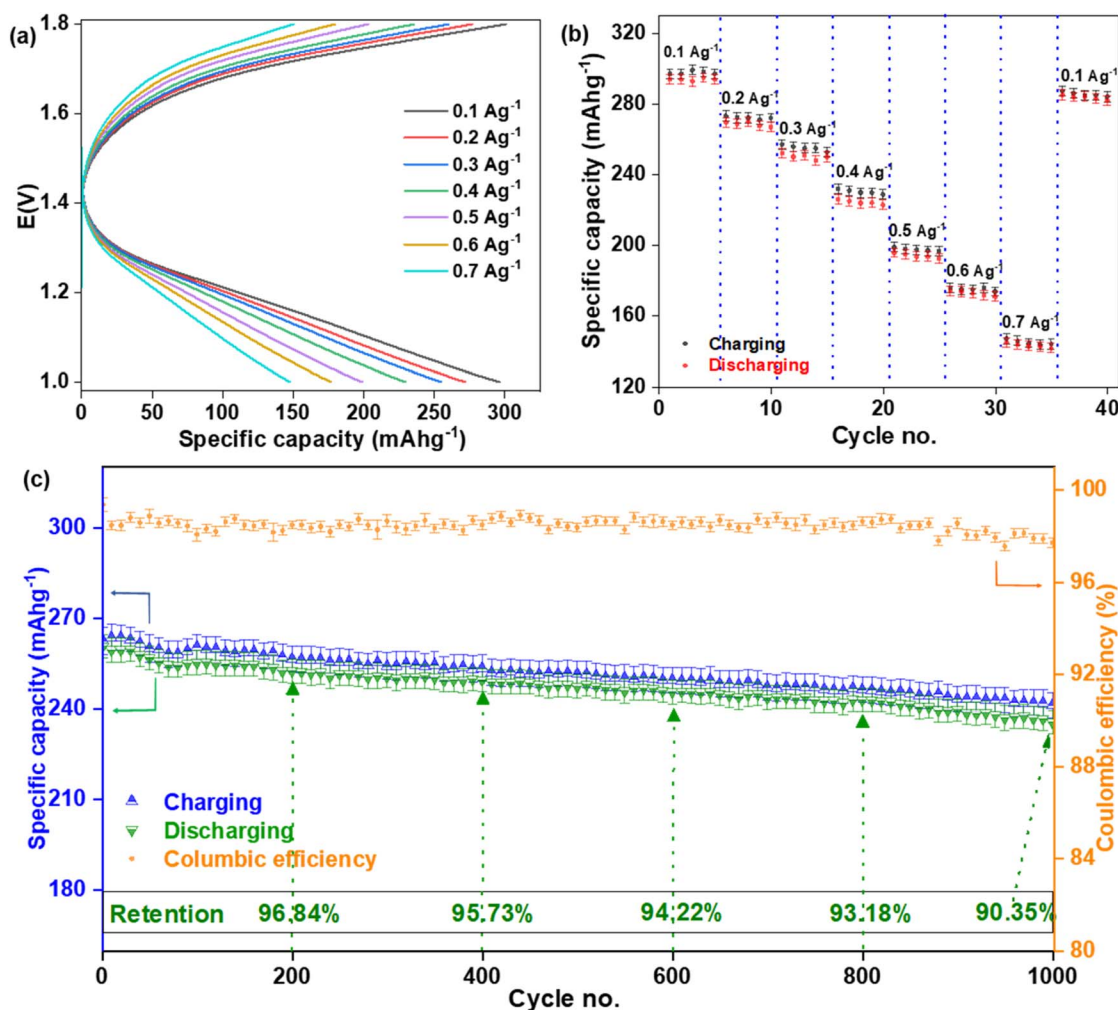 (a)
1.8
1.6
1.4
1.2
1.0
E(V)
0.1 Ag⁻¹
0.2 Ag⁻¹
0.3 Ag⁻¹
0.4 Ag⁻¹
0.5 Ag⁻¹
0.6 Ag⁻¹
0.7 Ag⁻¹
0 50 100 150 200 250 300
Specific capacity (mAhg⁻¹)
(b)
320
280
240
200
160
120
Specific capacity (mAhg⁻¹)
0.1 Ag⁻¹
0.2 Ag⁻¹
0.3 Ag⁻¹
0.4 Ag⁻¹
0.5 Ag⁻¹
0.6 Ag⁻¹
0.7 Ag⁻¹
0.1 Ag⁻¹
Charging
Discharging
0 10 20 30 40
Cycle no.
(c)
300
270
240
210
180
Specific capacity (mAhg⁻¹)
Charging
Discharging
Columbic efficiency
Retention 96.84% 95.73% 94.22% 93.18% 90.35%
0 200 400 600 800 1000
Cycle no.
100
96
92
88
84
80
Coulombic efficiency (%)